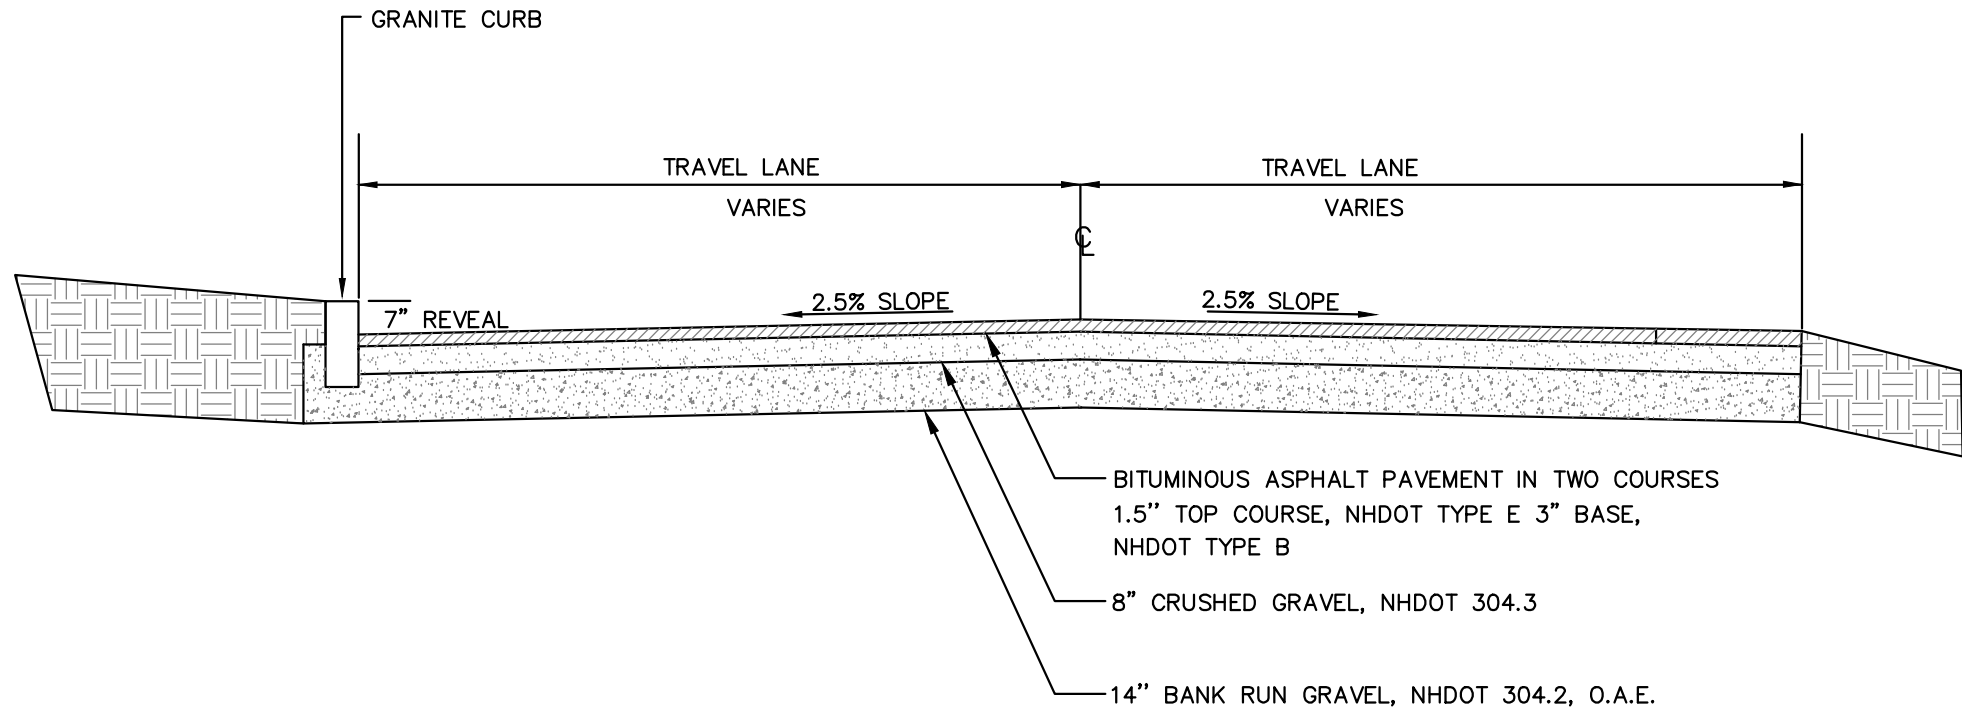 GRANITE CURB
TRAVEL LANE
TRAVEL LANE
VARIES
VARIES
℄
2.5% SLOPE
2.5% SLOPE
7” REVEAL
BITUMINOUS ASPHALT PAVEMENT IN TWO COURSES
1.5’’ TOP COURSE, NHDOT TYPE E 3” BASE,
NHDOT TYPE B
8” CRUSHED GRAVEL, NHDOT 304.3
14’’ BANK RUN GRAVEL, NHDOT 304.2, O.A.E.